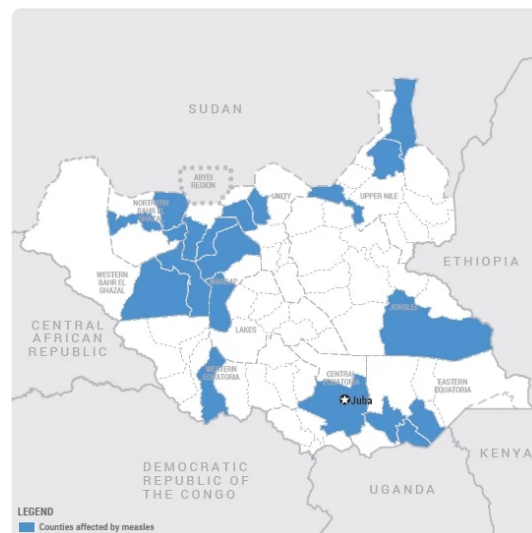 SUDAN
ABYEI
REGION
UNITY
UPPER NILE
NORTHERN
BAHR EL
GHAZAL
ETHIOPIA
WESTERN
BAHR EL
GHAZAL
WARRAP
JONGLEI
CENTRAL
AFRICAN
REPUBLIC
LAKES
WESTERN
EQUATORIA
CENTRAL
EQUATORIA
EASTERN
EQUATORIA
Juba
KENYA
DEMOCRATIC
REPUBLIC OF
THE CONGO
UGANDA
LEGEND
Counties affected by measles